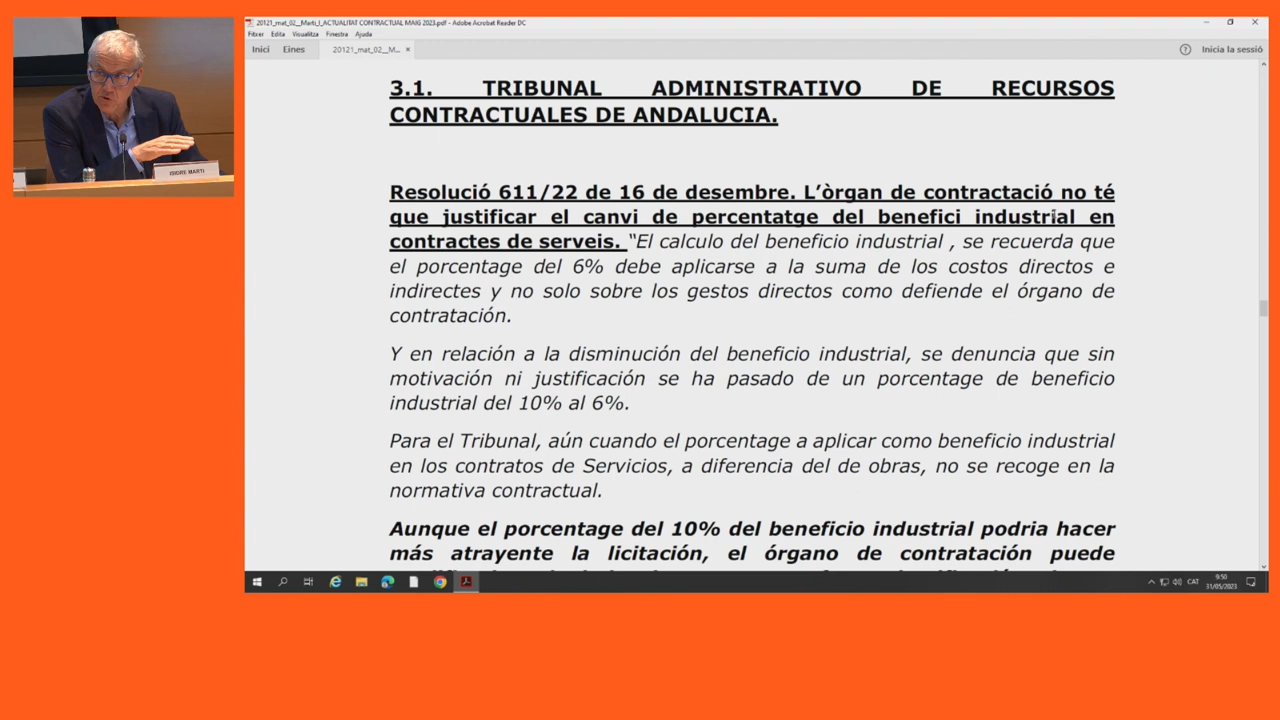 20121_mat_02__Marti_I_ACTUALITAT CONTRACTUAL MAIG 2023.pdf - Adobe Acrobat Reader DC
Fitxer Edita Visualitza Finestra Ajuda
Inici Eines 20121_mat_02__M... × Inicia la sessió
3.1. TRIBUNAL ADMINISTRATIVO DE RECURSOS
CONTRACTUALES DE ANDALUCIA.
Resolució 611/22 de 16 de desembre. L’òrgan de contractació no té
que justificar el canvi de percentatge del benefici industrial en
contractes de serveis. “El calculo del beneficio industrial , se recuerda que
el porcentage del 6% debe aplicarse a la suma de los costos directos e
indirectes y no solo sobre los gestos directos como defiende el órgano de
contratación.
Y en relación a la disminución del beneficio industrial, se denuncia que sin
motivación ni justificación se ha pasado de un porcentage de beneficio
industrial del 10% al 6%.
Para el Tribunal, aún cuando el porcentage a aplicar como beneficio industrial
en los contratos de Servicios, a diferencia del de obras, no se recoge en la
normativa contractual.
Aunque el porcentage del 10% del beneficio industrial podria hacer
más atrayente la licitación, el órgano de contratación puede
ISIDRE MARTI
CAT
9:50
31/05/2023